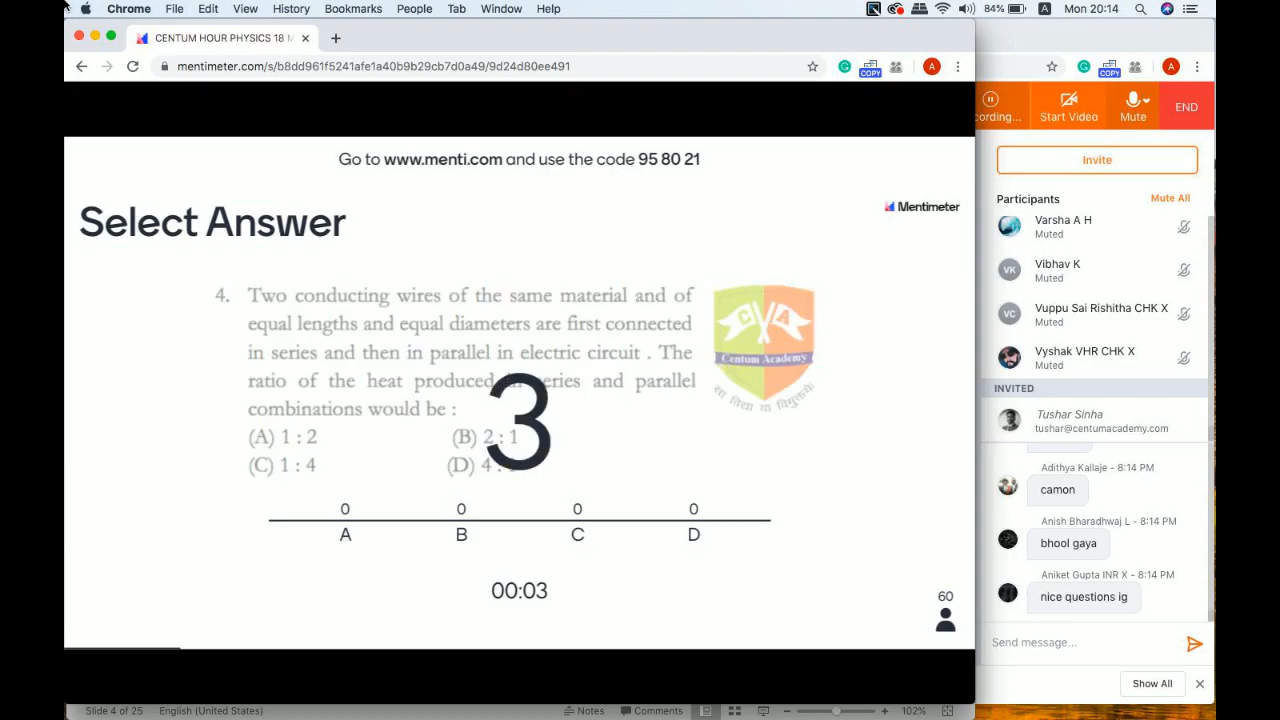 Chrome File Edit View History Bookmarks People Tab Window Help
84% A Mon 20:14
CENTUM HOUR PHYSICS 18 M
mentimeter.com/s/b8dd961f5241afe1a40b9b29cb7d0a49/9d24d80ee491
COPY A
COPY A
Go to www.menti.com and use the code 95 80 21
Select Answer
Mentimeter
4. Two conducting wires of the same material and of
equal lengths and equal diameters are first connected
in series and then in parallel in electric circuit . The
ratio of the heat produced in series and parallel
combinations would be :
(A) 1 : 2 (B) 2 : 1
(C) 1 : 4 (D) 4 :
3
C A
Centum Academy
सा विद्या या विमुक्तये
0 0 0 0
A B C D
00:03
60
cording... Start Video Mute END
Invite
Participants Mute All
Varsha A H
Muted
VK Vibhav K
Muted
VC Vuppu Sai Rishitha CHK X
Muted
Vyshak VHR CHK X
Muted
INVITED
Tushar Sinha
tushar@centumacademy.com
Adithya Kallaje - 8:14 PM
camon
Anish Bharadhwaj L - 8:14 PM
bhool gaya
Aniket Gupta INR X - 8:14 PM
nice questions ig
Send message...
Show All
Slide 4 of 25 English (United States) Notes Comments 102%